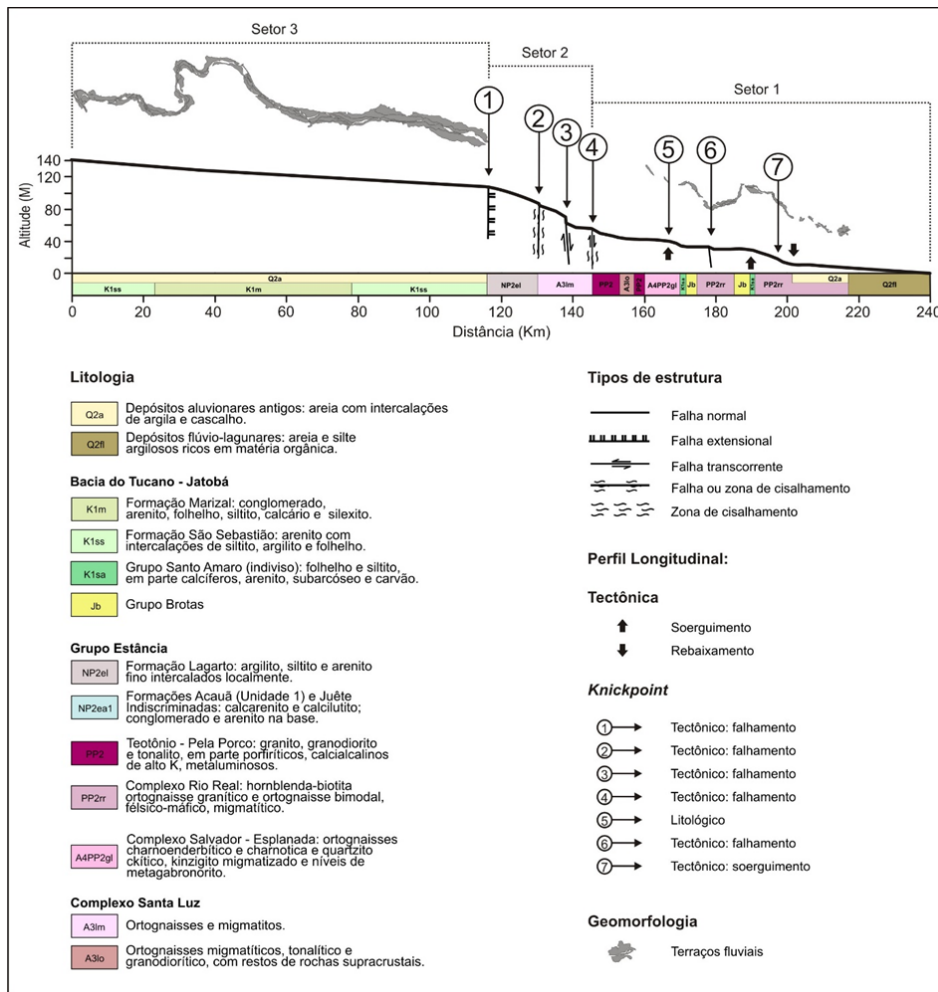 Setor 3
Setor 2
Setor 1
1
2
3
4
5
6
7
Altitude (M)
140
120
80
40
0
Q2a
K1ss
K1m
K1ss
NP2el
A3lm
PP2
A3lo
PP2
A4PP2gl
K1sa
Jb
PP2rr
Jb
K1sa
PP2rr
Q2a
Q2fl
0 20 40 60 80 100 120 140 160 180 200 220 240
Distância (Km)
Litologia
Q2a Depósitos aluvionares antigos: areia com intercalações
de argila e cascalho.
Q2fl Depósitos flúvio-lagunares: areia e silte
argilosos ricos em matéria orgânica.
Bacia do Tucano - Jatobá
K1m Formação Marizal: conglomerado,
arenito, folhelho, siltito, calcário e silexito.
K1ss Formação São Sebastião: arenito com
intercalações de siltito, argilito e folhelho.
K1sa Grupo Santo Amaro (indiviso): folhelho e siltito,
em parte calcíferos, arenito, subarcóseo e carvão.
Jb Grupo Brotas
Grupo Estância
NP2el Formação Lagarto: argilito, siltito e arenito
fino intercalados localmente.
NP2ea1 Formações Acauã (Unidade 1) e Juête
Indiscriminadas: calcarenito e calcilutito;
conglomerado e arenito na base.
PP2 Teotônio - Pela Porco: granito, granodiorito
e tonalito, em parte porfiríticos, calcialcalinos
de alto K, metaluminosos.
PP2rr Complexo Rio Real: hornblenda-biotita
ortognaisse granítico e ortognaisse bimodal,
félsico-máfico, migmatítico.
A4PP2gl Complexo Salvador - Esplanada: ortognaisses
charnoenderbítico e charnotica e quartzito
ckítico, kinzigito migmatizado e níveis de
metagabronorito.
Complexo Santa Luz
A3lm Ortognaisses e migmatitos.
A3lo Ortognaisses migmatíticos, tonalítico e
granodiorítico, com restos de rochas supracrustais.
Tipos de estrutura
Falha normal
Falha extensional
Falha transcorrente
Falha ou zona de cisalhamento
Zona de cisalhamento
Perfil Longitudinal:
Tectônica
Soerguimento
Rebaixamento
Knickpoint
1 Tectônico: falhamento
2 Tectônico: falhamento
3 Tectônico: falhamento
4 Tectônico: falhamento
5 Litológico
6 Tectônico: falhamento
7 Tectônico: soerguimento
Geomorfologia
Terraços fluviais